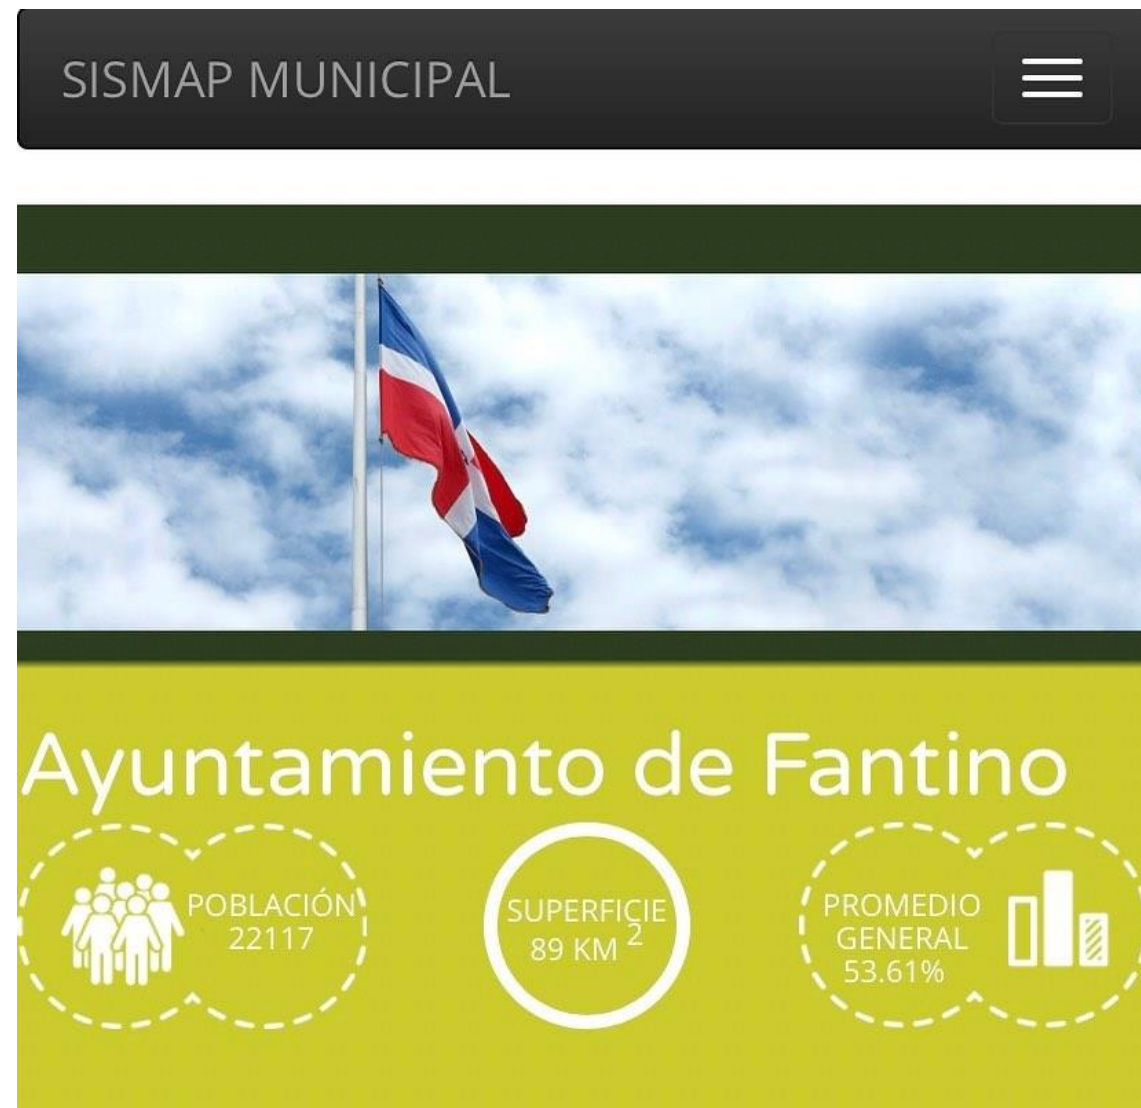 SISMAP MUNICIPAL
Ayuntamiento de Fantino
POBLACIÓN
22117
SUPERFICIE
89 KM 2
PROMEDIO
GENERAL
53.61%